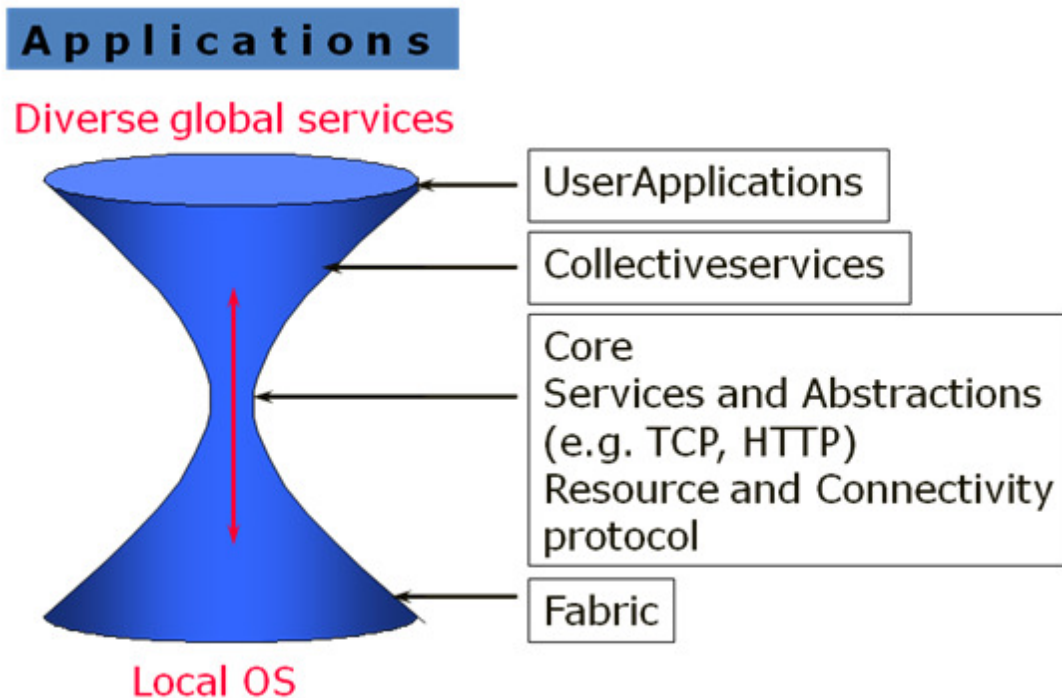 Applications
Diverse global services
UserApplications
Collectiveservices
Core
Services and Abstractions
(e.g. TCP, HTTP)
Resource and Connectivity
protocol
Fabric
Local OS